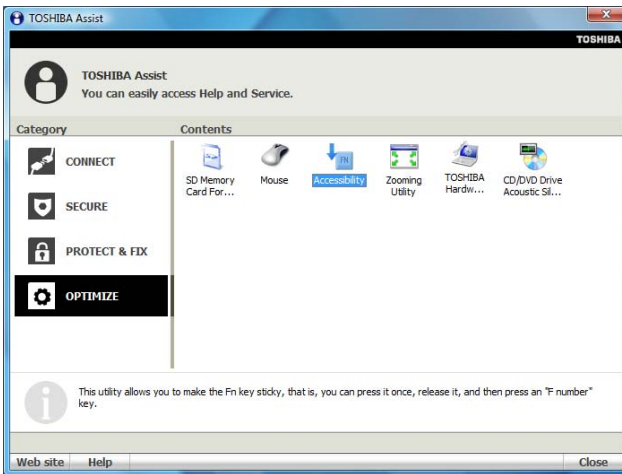 TOSHIBA Assist
TOSHIBA
TOSHIBA Assist
You can easily access Help and Service.
Category
Contents
CONNECT
SECURE
PROTECT & FIX
OPTIMIZE
SD Memory
Card For...
Mouse
FN
Accessibility
Zooming
Utility
TOSHIBA
Hardw...
CD/DVD Drive
Acoustic Sil...
This utility allows you to make the Fn key sticky, that is, you can press it once, release it, and then press an "F number"
key.
Web site
Help
Close